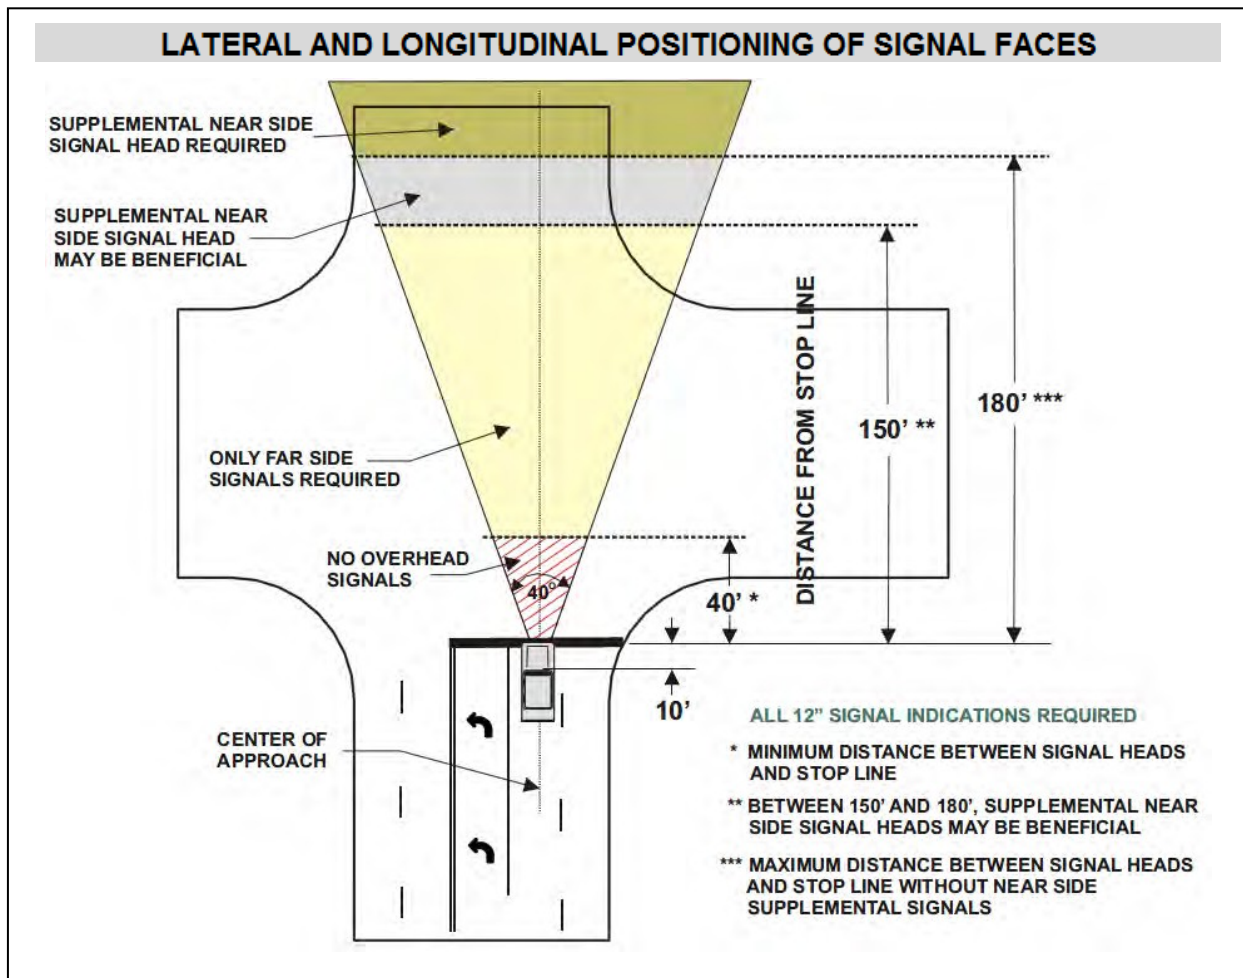 LATERAL AND LONGITUDINAL POSITIONING OF SIGNAL FACES
SUPPLEMENTAL NEAR SIDE
SIGNAL HEAD REQUIRED
SUPPLEMENTAL NEAR
SIDE SIGNAL HEAD
MAY BE BENEFICIAL
DISTANCE FROM STOP LINE
180’ ***
150’ **
ONLY FAR SIDE
SIGNALS REQUIRED
NO OVERHEAD
SIGNALS
40°
40’ *
10’
CENTER OF
APPROACH
ALL 12” SIGNAL INDICATIONS REQUIRED
* MINIMUM DISTANCE BETWEEN SIGNAL HEADS
AND STOP LINE
** BETWEEN 150’ AND 180’, SUPPLEMENTAL NEAR
SIDE SIGNAL HEADS MAY BE BENEFICIAL
*** MAXIMUM DISTANCE BETWEEN SIGNAL HEADS
AND STOP LINE WITHOUT NEAR SIDE
SUPPLEMENTAL SIGNALS